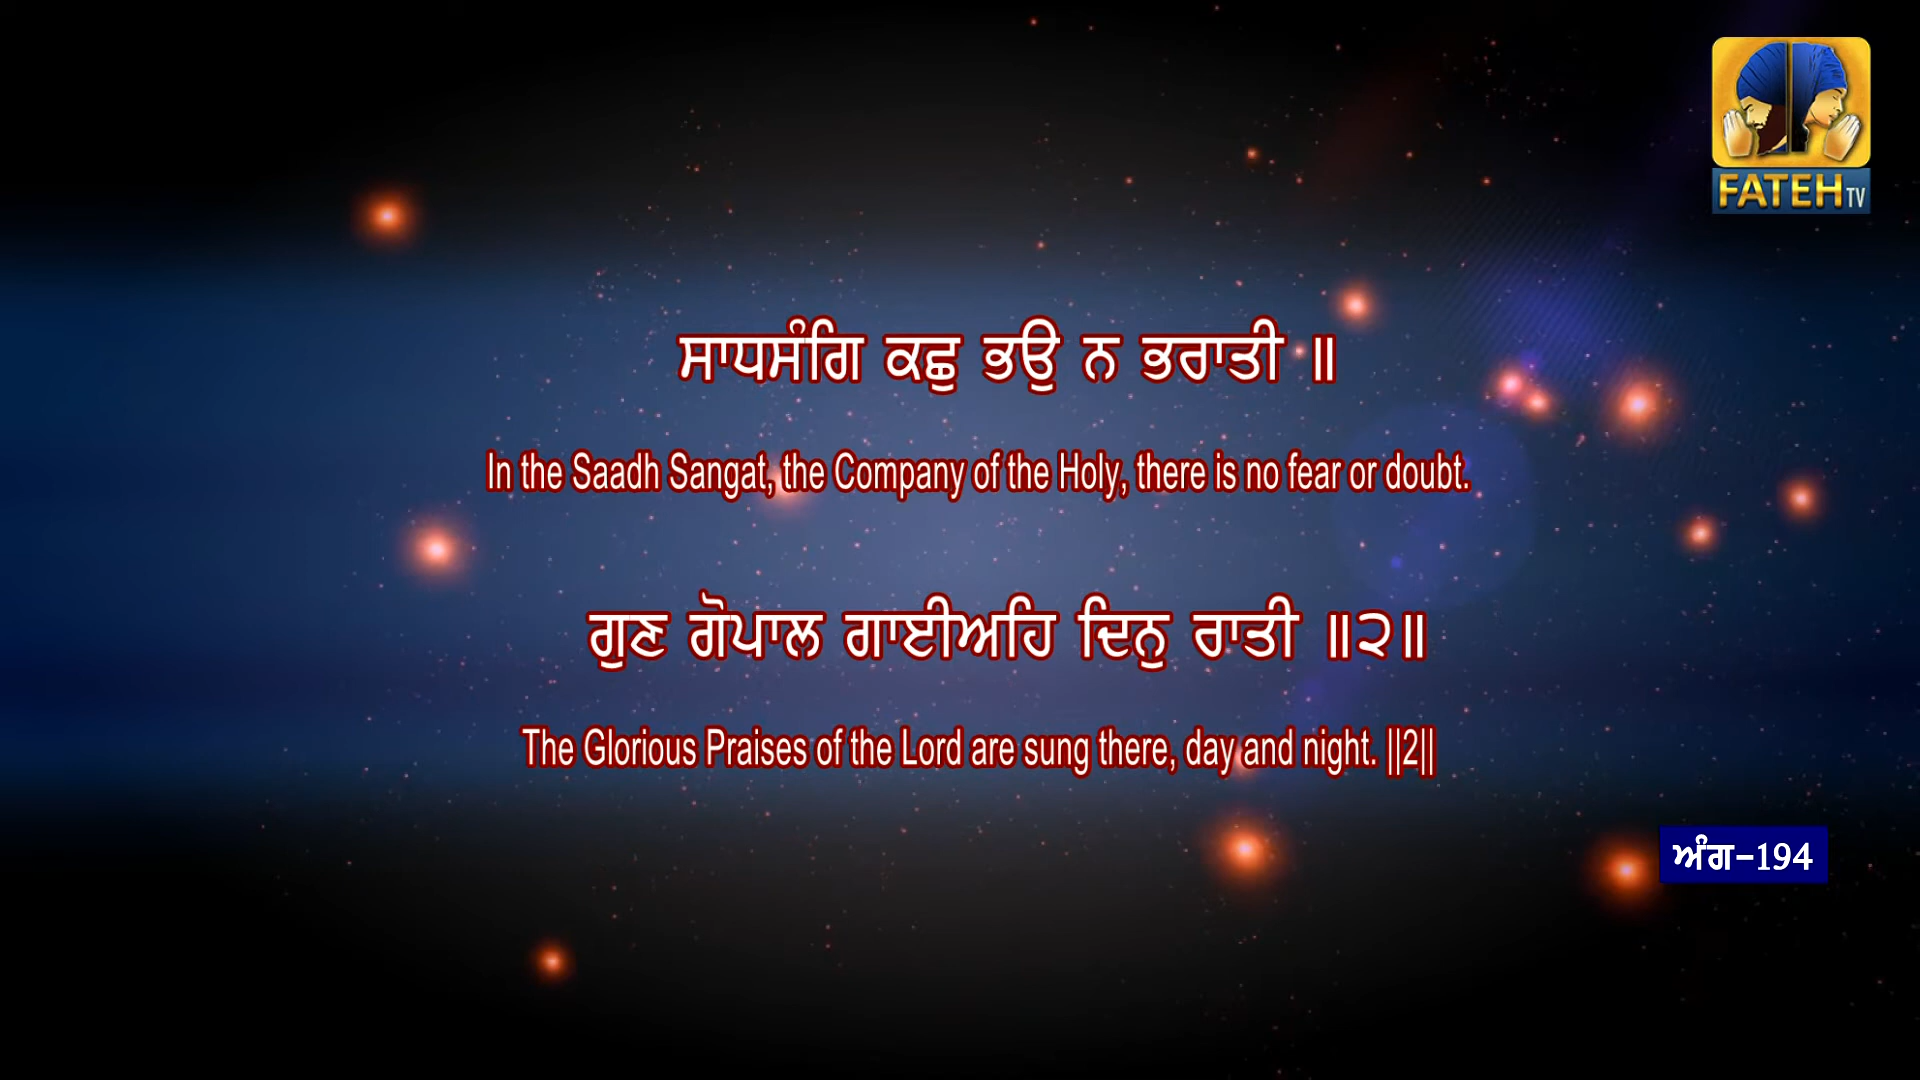 FATEH TV
ਸਾਧਸੰਗਿ ਕਛੁ ਭਉ ਨ ਭਰਾਤੀ ॥
In the Saadh Sangat, the Company of the Holy, there is no fear or doubt.
ਗੁਣ ਗੋਪਾਲ ਗਾਈਅਹਿ ਦਿਨੁ ਰਾਤੀ ॥੨॥
The Glorious Praises of the Lord are sung there, day and night. ||2||
ਅੰਗ-194